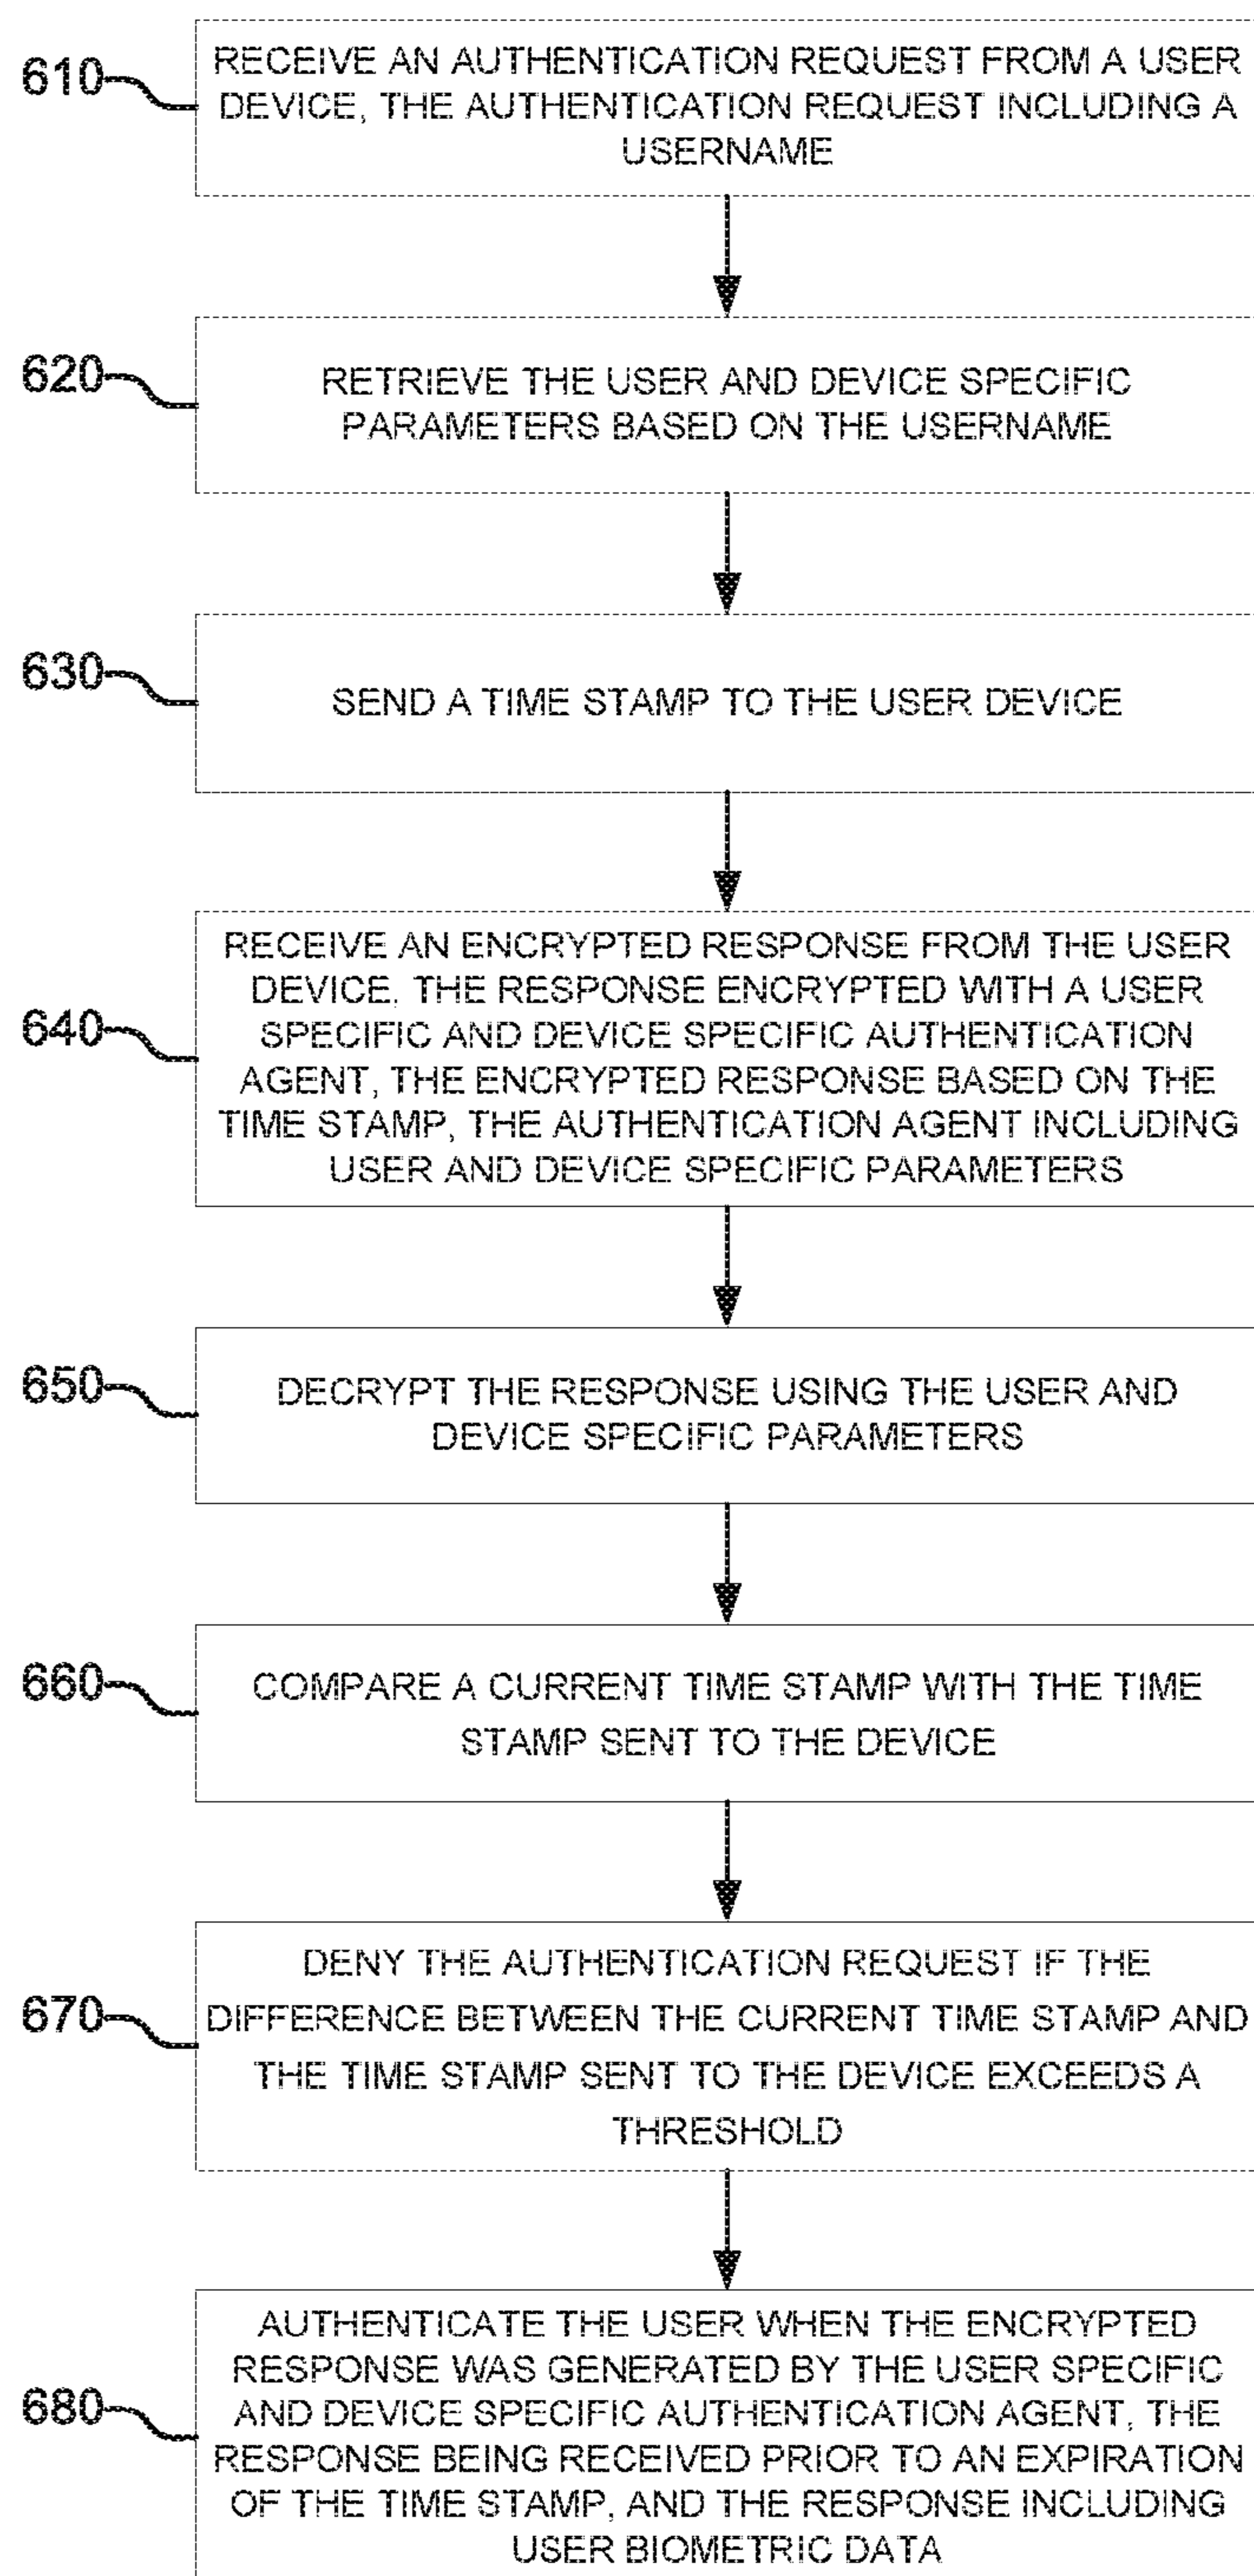 610
RECEIVE AN AUTHENTICATION REQUEST FROM A USER
DEVICE, THE AUTHENTICATION REQUEST INCLUDING A
USERNAME
620
RETRIEVE THE USER AND DEVICE SPECIFIC
PARAMETERS BASED ON THE USERNAME
630
SEND A TIME STAMP TO THE USER DEVICE
640
RECEIVE AN ENCRYPTED RESPONSE FROM THE USER
DEVICE, THE RESPONSE ENCRYPTED WITH A USER
SPECIFIC AND DEVICE SPECIFIC AUTHENTICATION
AGENT, THE ENCRYPTED RESPONSE BASED ON THE
TIME STAMP, THE AUTHENTICATION AGENT INCLUDING
USER AND DEVICE SPECIFIC PARAMETERS
650
DECRYPT THE RESPONSE USING THE USER AND
DEVICE SPECIFIC PARAMETERS
660
COMPARE A CURRENT TIME STAMP WITH THE TIME
STAMP SENT TO THE DEVICE
670
DENY THE AUTHENTICATION REQUEST IF THE
DIFFERENCE BETWEEN THE CURRENT TIME STAMP AND
THE TIME STAMP SENT TO THE DEVICE EXCEEDS A
THRESHOLD
680
AUTHENTICATE THE USER WHEN THE ENCRYPTED
RESPONSE WAS GENERATED BY THE USER SPECIFIC
AND DEVICE SPECIFIC AUTHENTICATION AGENT, THE
RESPONSE BEING RECEIVED PRIOR TO AN EXPIRATION
OF THE TIME STAMP, AND THE RESPONSE INCLUDING
USER BIOMETRIC DATA